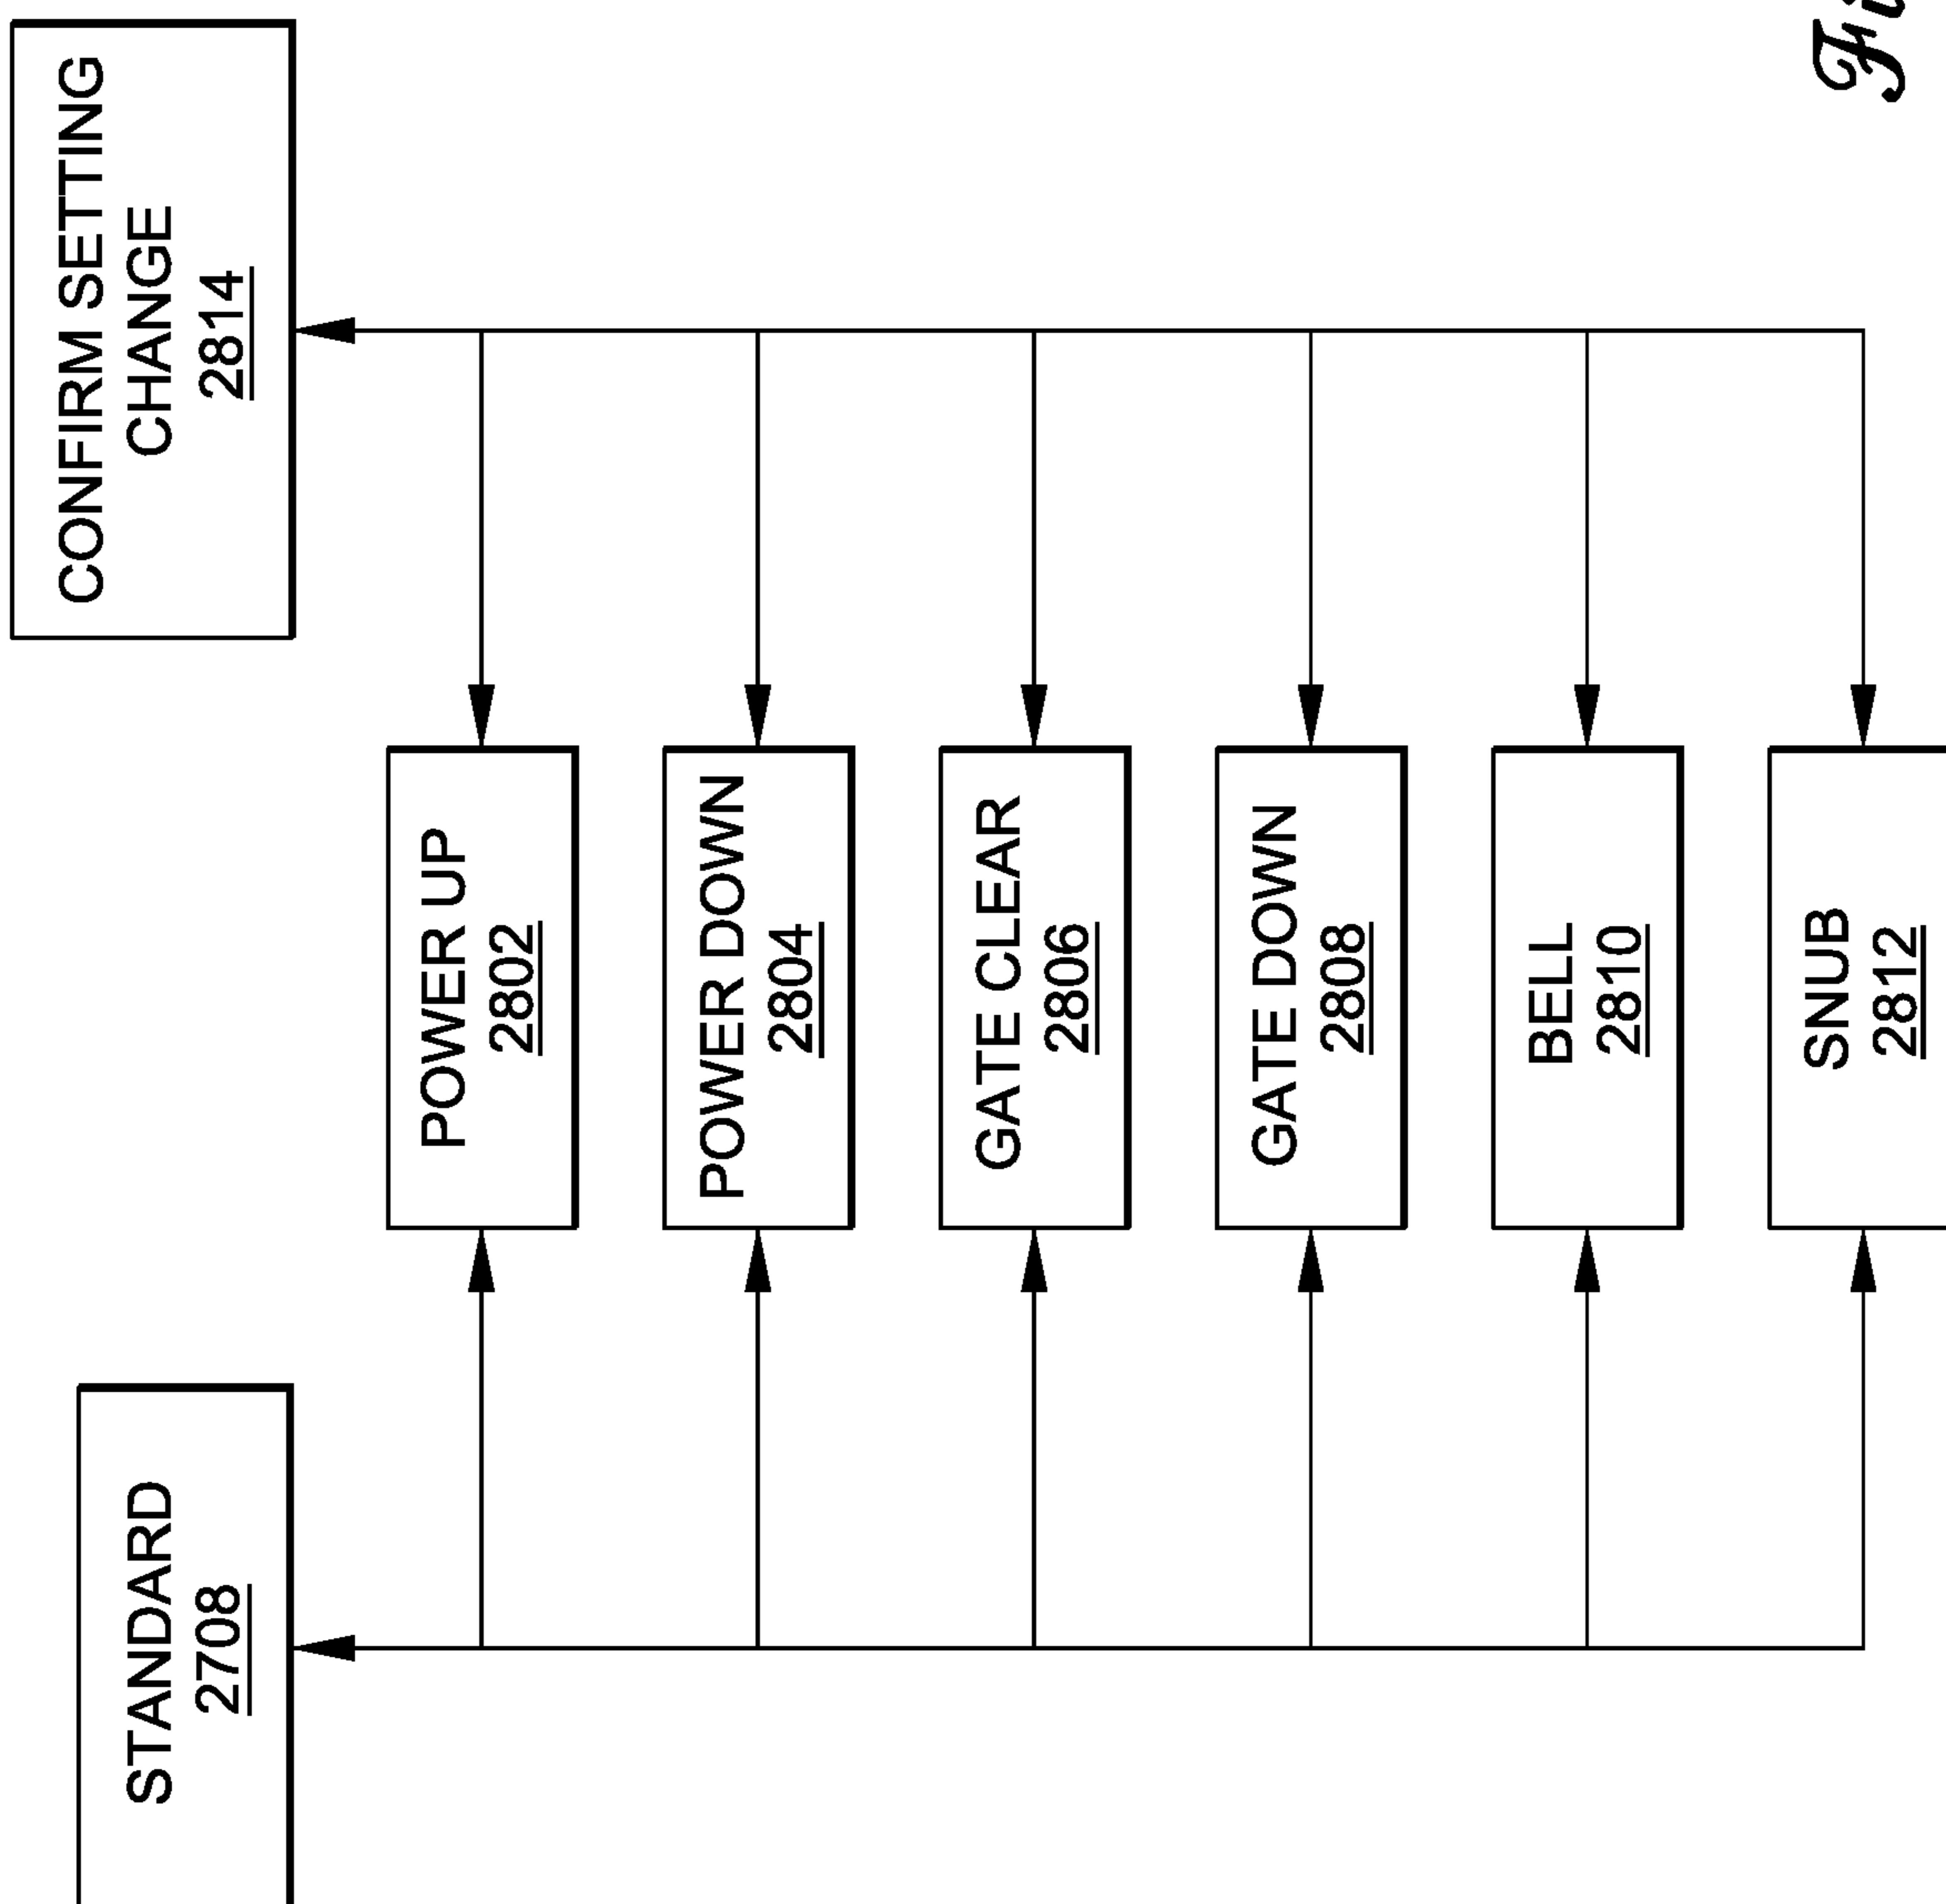 STANDARD
2708
CONFIRM SETTING
CHANGE
2814
POWER UP
2802
POWER DOWN
2804
GATE CLEAR
2806
GATE DOWN
2808
BELL
2810
SNUB
2812